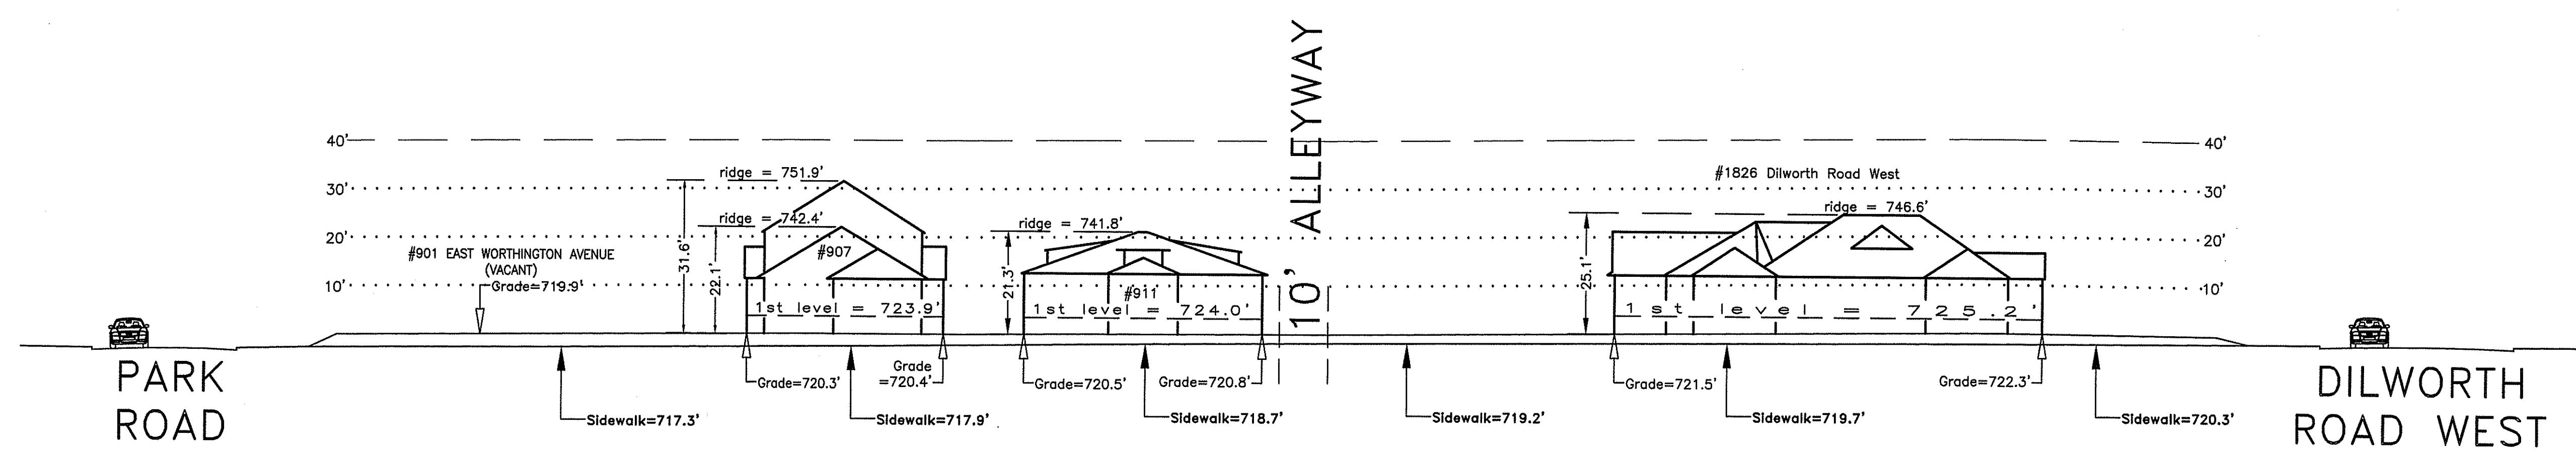 10' ALLEYWAY
40'
40'
#1826 Dilworth Road West
ridge = 751.9'
30'
30'
ridge = 746.6'
ridge = 742.4'
ridge = 741.8'
20'
20'
#901 EAST WORTHINGTON AVENUE
(VACANT)
Grade=719.9'
#907
31.6'
22.1'
21.3'
25.1'
10'
10'
#911
1st level = 723.9'
1st level = 724.0'
1st level = 725.2'
PARK
ROAD
Grade=720.3'
Grade
=720.4'
Grade=720.5'
Grade=720.8'
Grade=721.5'
Grade=722.3'
Sidewalk=717.3'
Sidewalk=717.9'
Sidewalk=718.7'
Sidewalk=719.2'
Sidewalk=719.7'
Sidewalk=720.3'
DILWORTH
ROAD WEST